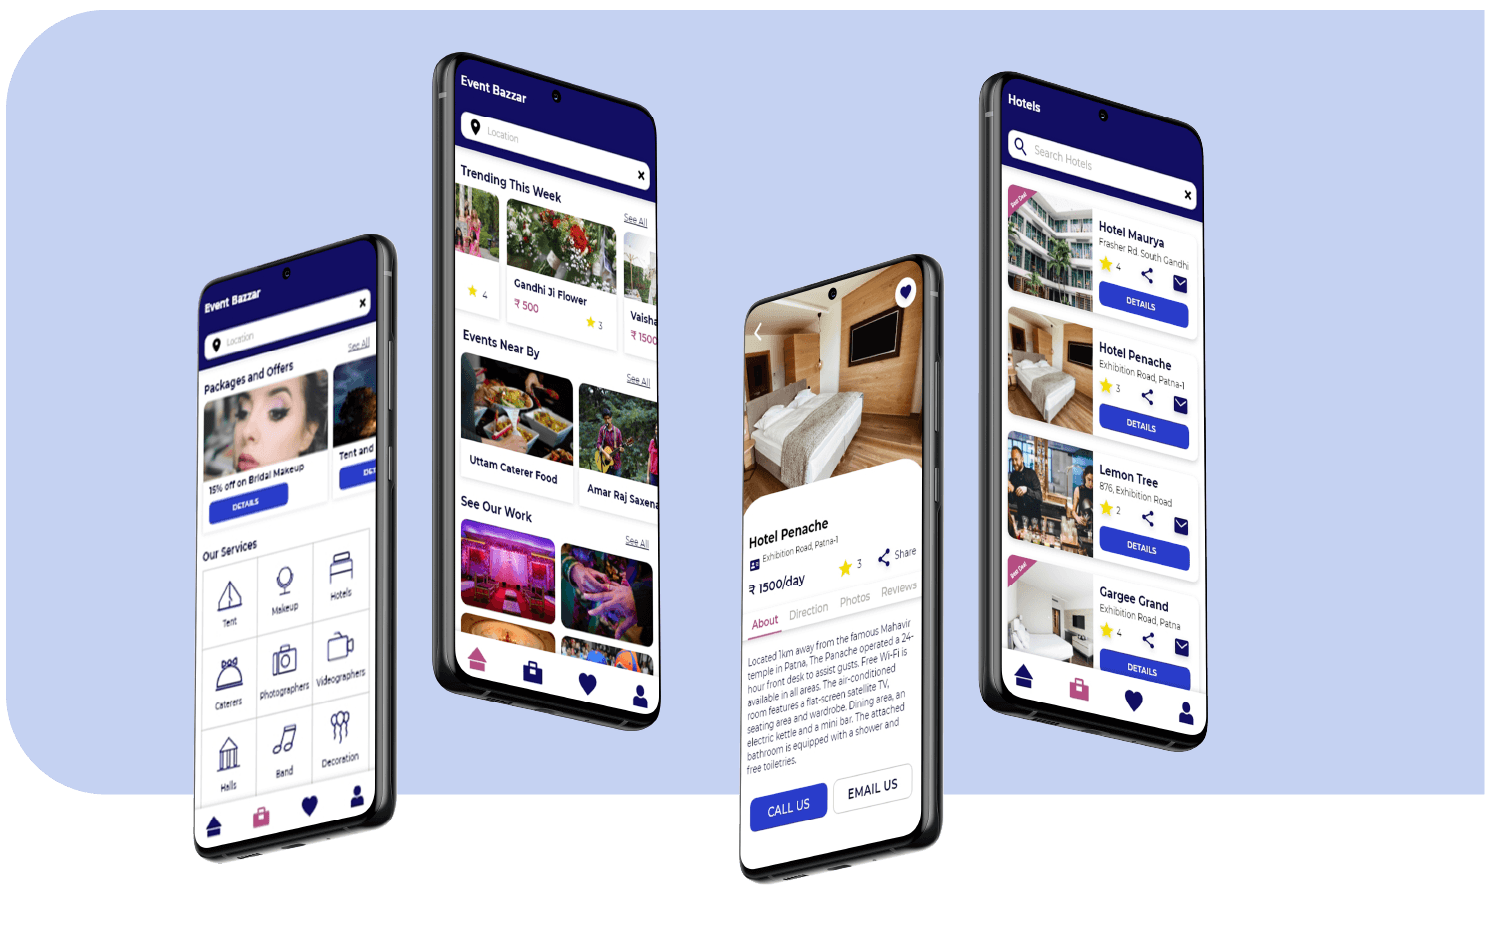 Event Bazzar
Location
See All
Packages and Offers
15% off on Bridal Makeup
DETAILS
Tent and
DET
Our Services
Tent
Makeup
Hotels
Caterers
Photographers
Videographers
Halls
Band
Decoration
Event Bazzar
Location
Trending This Week
See All
4
Gandhi Ji Flower
₹ 500
3
Vaisha
₹ 1500
Events Near By
See All
Uttam Caterer Food
Amar Raj Saxena
See Our Work
See All
Hotel Penache
Exhibition Road, Patna-1
₹ 1500/day
3
Share
About
Direction
Photos
Reviews
Located 1km away from the famous Mahavir
temple in Patna, The Panache operated a 24-
hour front desk to assist gusts. Free Wi-Fi is
available in all areas. The air-conditioned
room features a flat-screen satellite TV,
seating area and wardrobe. Dining area, an
electric kettle and a mini bar. The attached
bathroom is equipped with a shower and
free toiletries.
CALL US
EMAIL US
Hotels
Search Hotels
Best Deal
Hotel Maurya
Frasher Rd, South Gandhi
4
DETAILS
Hotel Penache
Exhibition Road, Patna-1
3
DETAILS
Lemon Tree
876, Exhibition Road
2
DETAILS
Best Deal
Gargee Grand
Exhibition Road, Patna
4
DETAILS